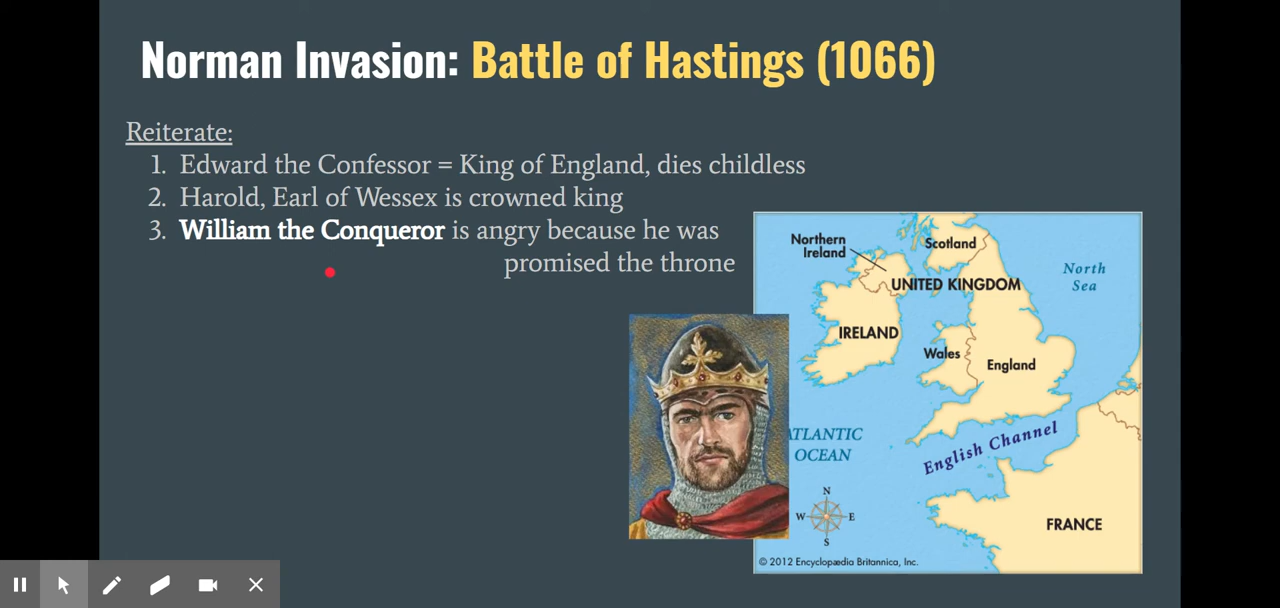 Norman Invasion: Battle of Hastings (1066)
Reiterate:
1. Edward the Confessor = King of England, dies childless
2. Harold, Earl of Wessex is crowned king
3. William the Conqueror is angry because he was
promised the throne
Northern
Ireland
Scotland
North
Sea
UNITED KINGDOM
IRELAND
Wales
England
ATLANTIC
OCEAN
English Channel
N
W E
S
FRANCE
© 2012 Encyclopædia Britannica, Inc.